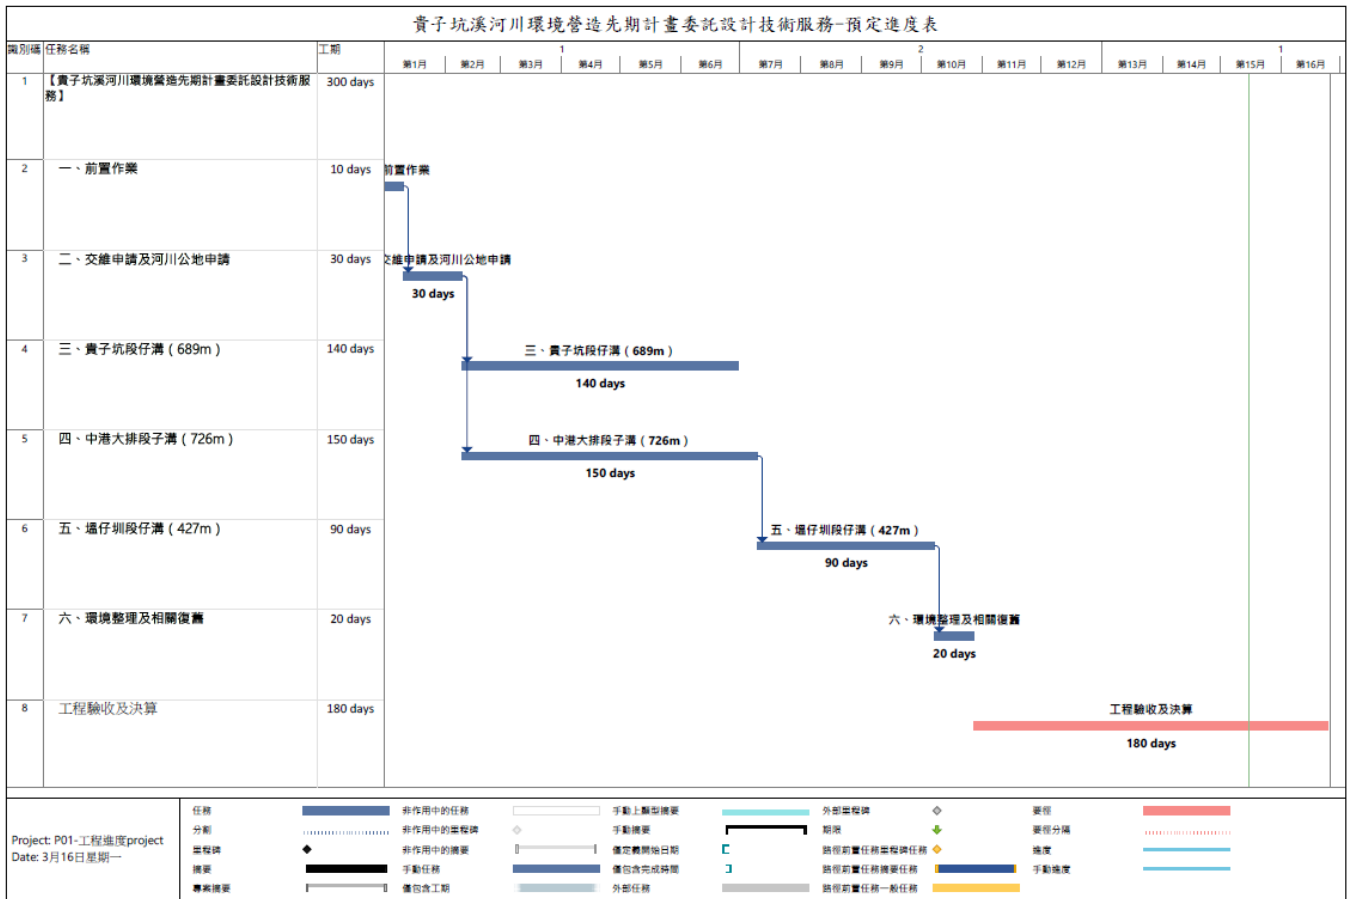 貴子坑溪河川環境營造先期計畫委託設計技術服務-預定進度表
識別碼 任務名稱 工期 1 2 1
第1月 第2月 第3月 第4月 第5月 第6月 第7月 第8月 第9月 第10月 第11月 第12月 第13月 第14月 第15月 第16月
1 【貴子坑溪河川環境營造先期計畫委託設計技術服 300 days
務】
2 一、前置作業 10 days 前置作業
3 二、交維申請及河川公地申請 30 days 交維申請及河川公地申請
30 days
4 三、貴子坑段仔溝（689m） 140 days 三、貴子坑段仔溝（689m）
140 days
5 四、中港大排段子溝（726m） 150 days 四、中港大排段子溝（726m）
150 days
6 五、塭仔圳段仔溝（427m） 90 days 五、塭仔圳段仔溝（427m）
90 days
7 六、環境整理及相關復舊 20 days 六、環境整理及相關復舊
20 days
8 工程驗收及決算 180 days 工程驗收及決算
180 days
Project: P01-工程進度project
Date: 3月16日星期一
任務 非作用中的任務 手動上顯型摘要 外部里程碑 要徑
分割 非作用中的里程碑 手動摘要 期限 要徑分隔
里程碑 非作用中的摘要 僅定義開始日期 路徑前置任務里程碑任務 進度
摘要 手動任務 僅包含完成時間 路徑前置任務摘要任務 手動進度
專案摘要 僅包含工期 外部任務 路徑前置任務一般任務